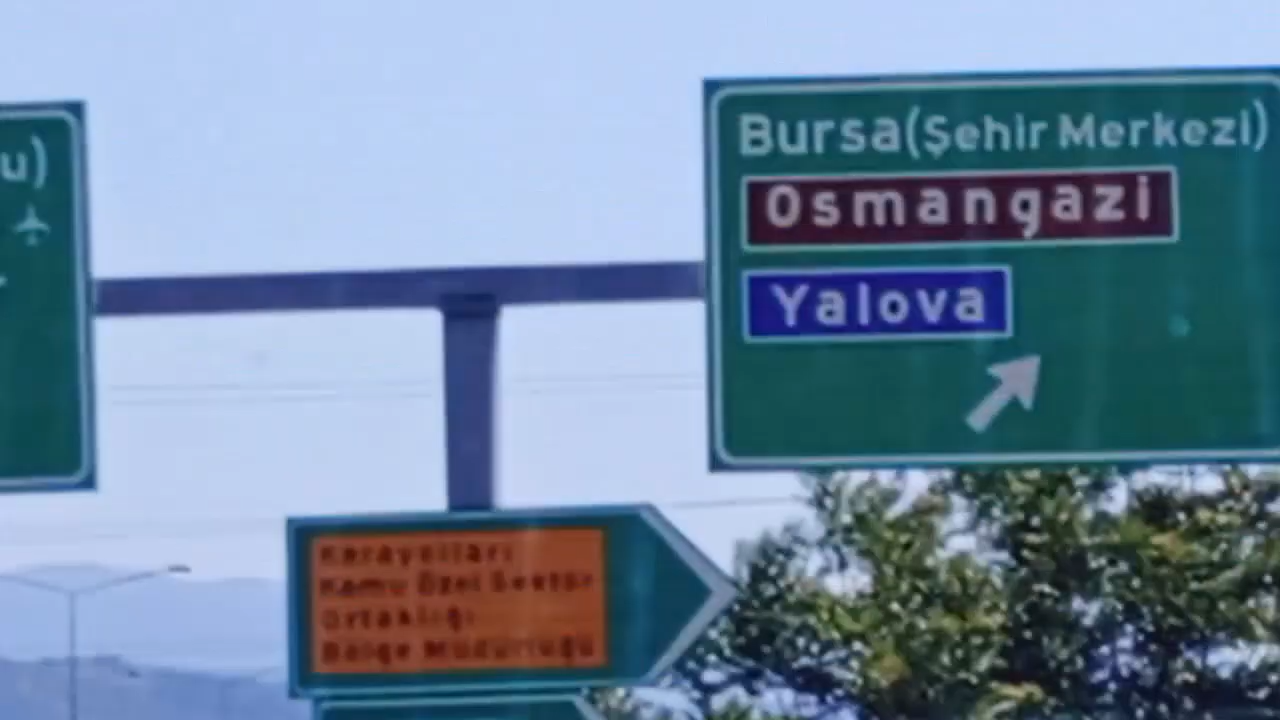 u)
Bursa(Şehir Merkezi)
Osmangazi
Yalova
Karayolları
Kamu Özel Sektör
Ortaklığı
Bölge Müdürlüğü